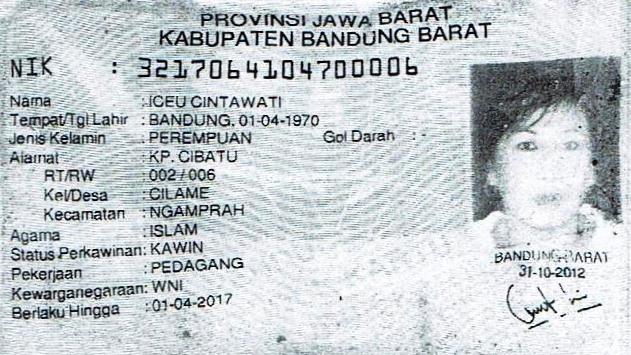 PROVINSI JAWA BARAT
KABUPATEN BANDUNG BARAT
NIK : 3217064104700006
Nama : ICEU CINTAWATI
Tempat/Tgl Lahir : BANDUNG, 01-04-1970
Jenis Kelamin : PEREMPUAN Gol Darah : -
Alamat : KP. CIBATU
RT/RW : 002/006
Kel/Desa : CILAME
Kecamatan : NGAMPRAH
Agama : ISLAM
Status Perkawinan: KAWIN
Pekerjaan : PEDAGANG
Kewarganegaraan: WNI
Berlaku Hingga : 01-04-2017
BANDUNG BARAT
31-10-2012